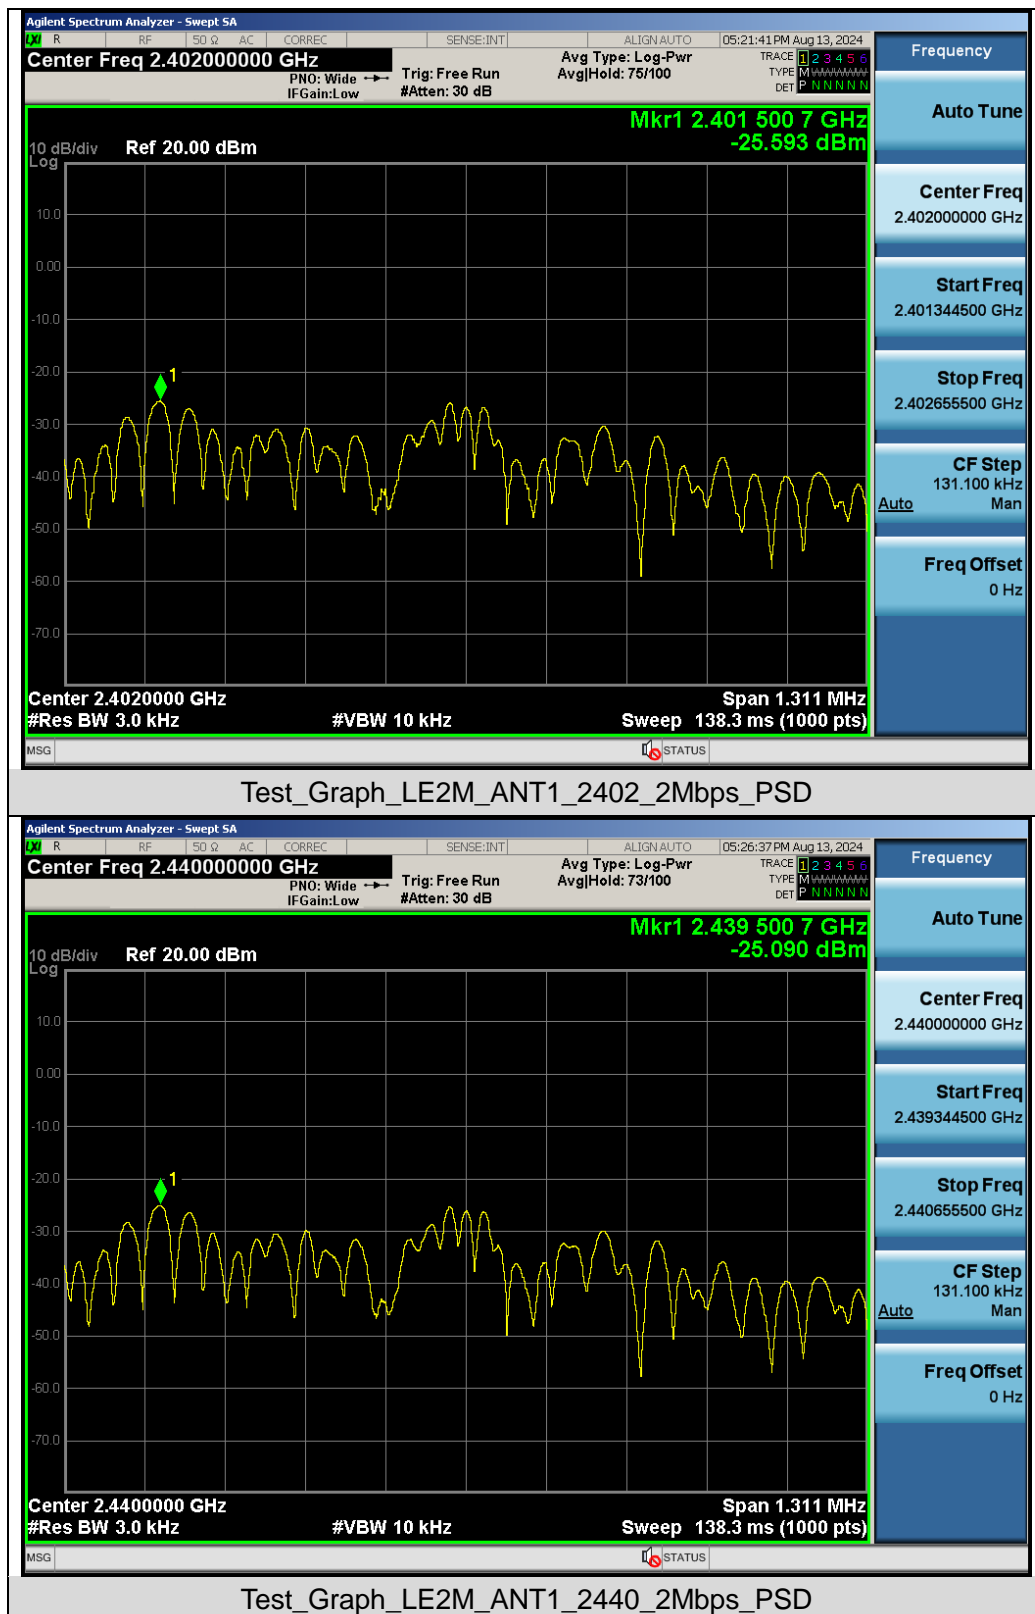 Agilent Spectrum Analyzer - Swept SA
LXI R RF 50 Ω AC CORREC SENSE:INT ALIGN AUTO 05:21:41 PM Aug 13, 2024
Center Freq 2.402000000 GHz
PNO: Wide
IFGain:Low
Trig: Free Run
#Atten: 30 dB
Avg Type: Log-Pwr
Avg|Hold: 75/100
TRACE 1 2 3 4 5 6
TYPE M WWWWW
DET P N N N N N
Mkr1 2.401 500 7 GHz
-25.593 dBm
10 dB/div Ref 20.00 dBm
Log
10.0
0.00
-10.0
-20.0
1
-30.0
-40.0
-50.0
-60.0
-70.0
Center 2.4020000 GHz Span 1.311 MHz
#Res BW 3.0 kHz #VBW 10 kHz Sweep 138.3 ms (1000 pts)
MSG STATUS
Frequency
Auto Tune
Center Freq
2.402000000 GHz
Start Freq
2.401344500 GHz
Stop Freq
2.402655500 GHz
CF Step
131.100 kHz
Auto Man
Freq Offset
0 Hz
Test_Graph_LE2M_ANT1_2402_2Mbps_PSD
Agilent Spectrum Analyzer - Swept SA
LXI R RF 50 Ω AC CORREC SENSE:INT ALIGN AUTO 05:26:37 PM Aug 13, 2024
Center Freq 2.440000000 GHz
PNO: Wide
IFGain:Low
Trig: Free Run
#Atten: 30 dB
Avg Type: Log-Pwr
Avg|Hold: 73/100
TRACE 1 2 3 4 5 6
TYPE M WWWWW
DET P N N N N N
Mkr1 2.439 500 7 GHz
-25.090 dBm
10 dB/div Ref 20.00 dBm
Log
10.0
0.00
-10.0
-20.0
1
-30.0
-40.0
-50.0
-60.0
-70.0
Center 2.4400000 GHz Span 1.311 MHz
#Res BW 3.0 kHz #VBW 10 kHz Sweep 138.3 ms (1000 pts)
MSG STATUS
Frequency
Auto Tune
Center Freq
2.440000000 GHz
Start Freq
2.439344500 GHz
Stop Freq
2.440655500 GHz
CF Step
131.100 kHz
Auto Man
Freq Offset
0 Hz
Test_Graph_LE2M_ANT1_2440_2Mbps_PSD